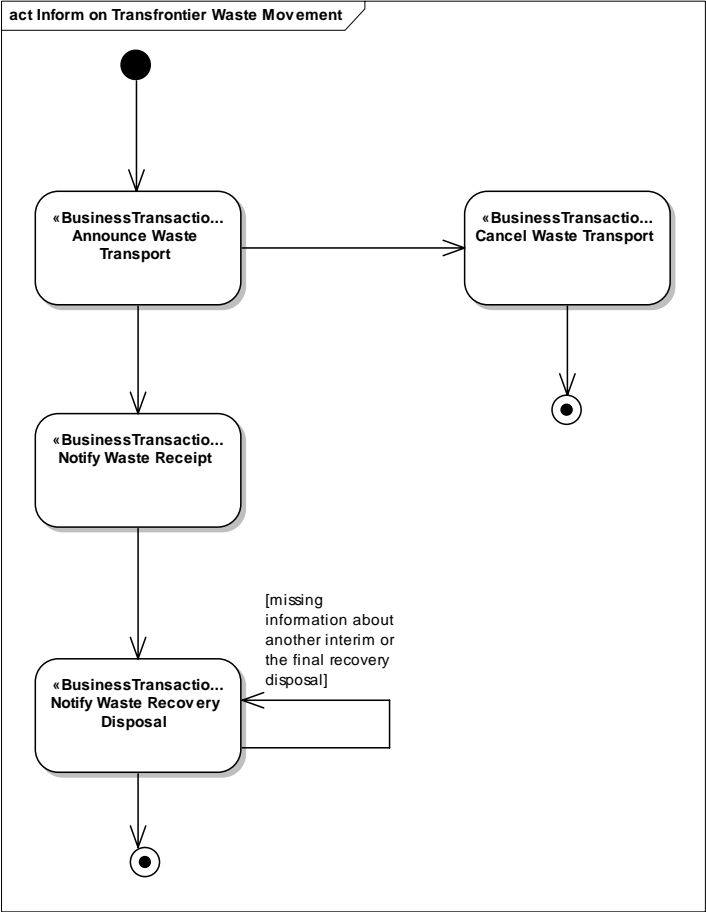 act Inform on Transfrontier Waste Movement
«BusinessTransactio...
Announce Waste
Transport
«BusinessTransactio...
Cancel Waste Transport
«BusinessTransactio...
Notify Waste Receipt
[missing
information about
another interim or
the final recovery
disposal]
«BusinessTransactio...
Notify Waste Recovery
Disposal